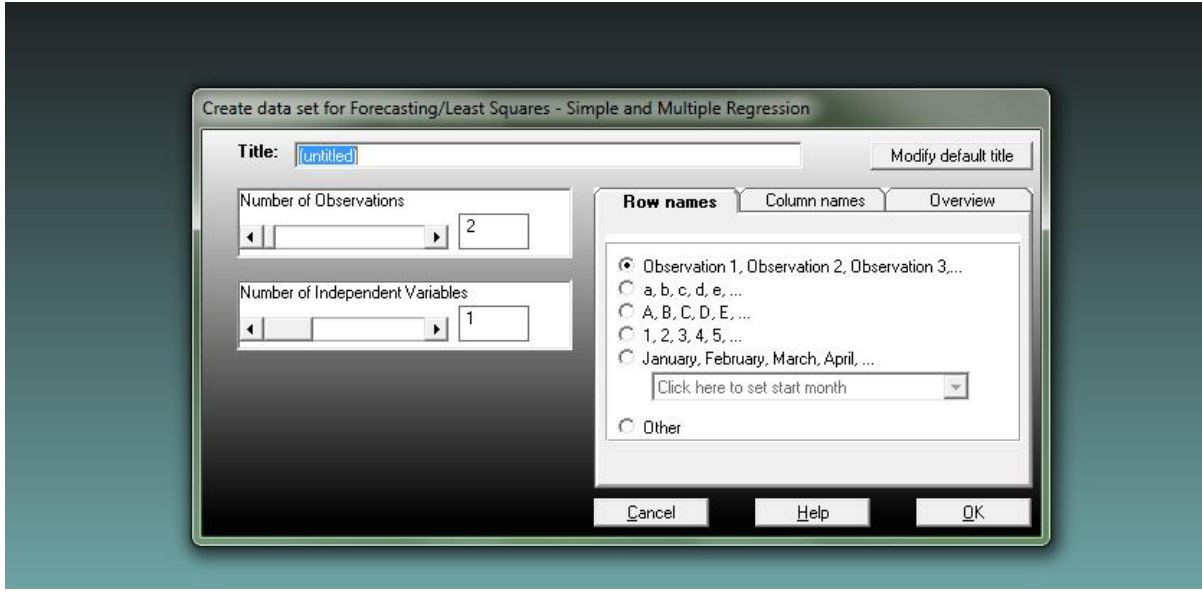 Create data set for Forecasting/Least Squares - Simple and Multiple Regression
Title: (untitled) Modify default title
Number of Observations
2
Number of Independent Variables
1
Row names Column names Overview
Observation 1, Observation 2, Observation 3,...
a, b, c, d, e, ...
A, B, C, D, E, ...
1, 2, 3, 4, 5, ...
January, February, March, April, ...
Click here to set start month
Other
Cancel Help OK